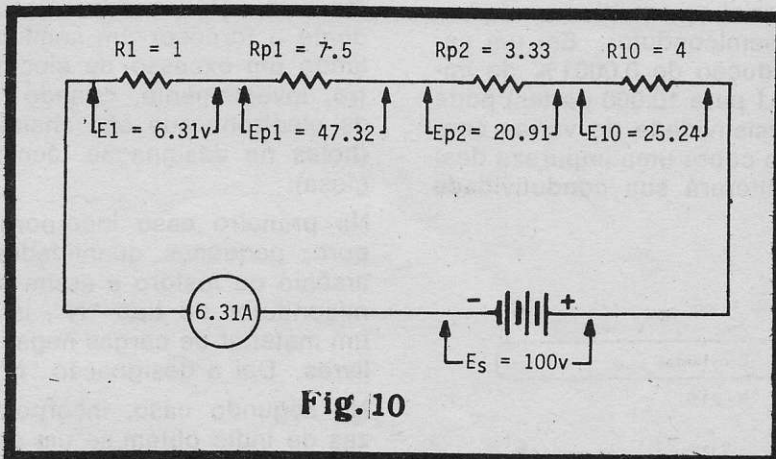 R1 = 1 Rp1 = 7.5 Rp2 = 3.33 R10 = 4
E1 = 6.31v Ep1 = 47.32 Ep2 = 20.91 E10 = 25.24
6.31A - +
Es = 100v
Fig.10